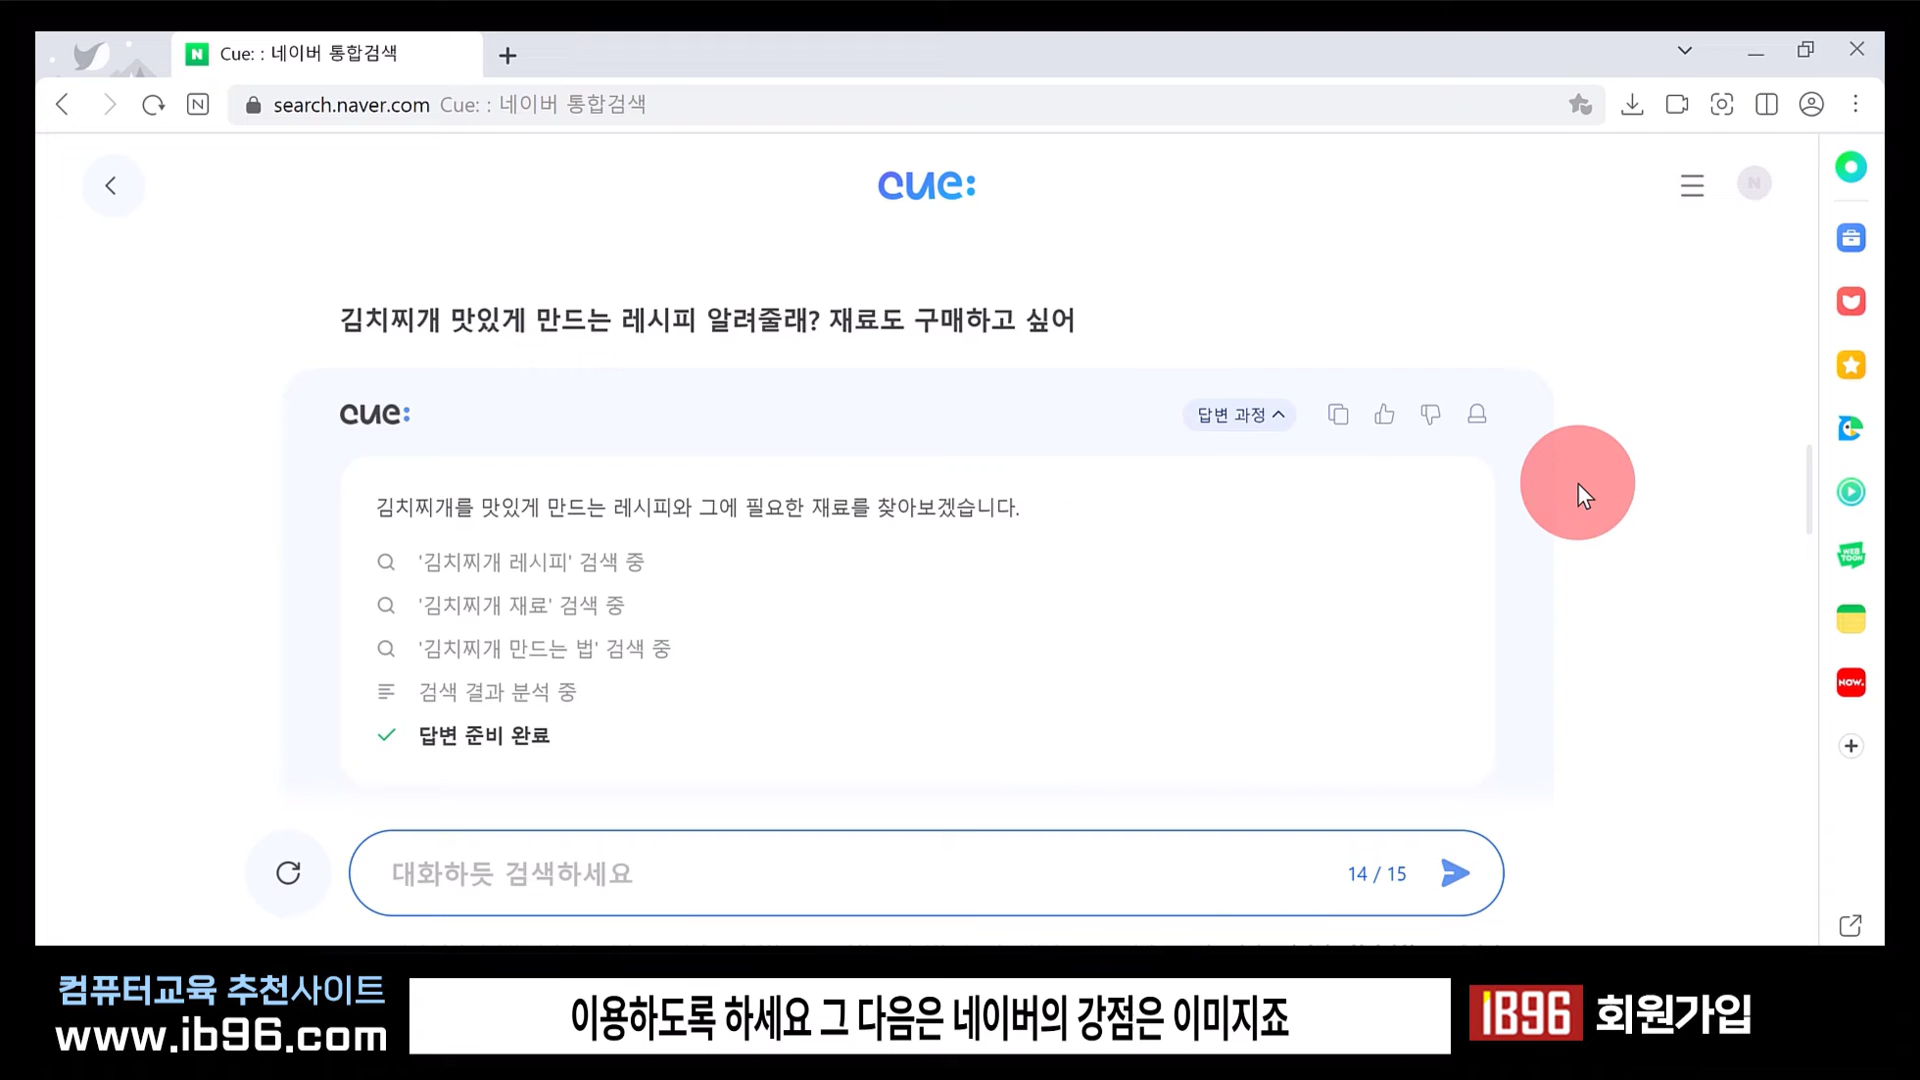 Cue: : 네이버 통합검색
search.naver.com Cue: : 네이버 통합검색
cue:
N
김치찌개 맛있게 만드는 레시피 알려줄래? 재료도 구매하고 싶어
cue:
답변 과정
김치찌개를 맛있게 만드는 레시피와 그에 필요한 재료를 찾아보겠습니다.
'김치찌개 레시피' 검색 중
'김치찌개 재료' 검색 중
'김치찌개 만드는 법' 검색 중
검색 결과 분석 중
답변 준비 완료
대화하듯 검색하세요
14 / 15
WEB
TOON
NOW.
컴퓨터교육 추천사이트
www.ib96.com
이용하도록 하세요 그 다음은 네이버의 강점은 이미지죠
IB96 회원가입